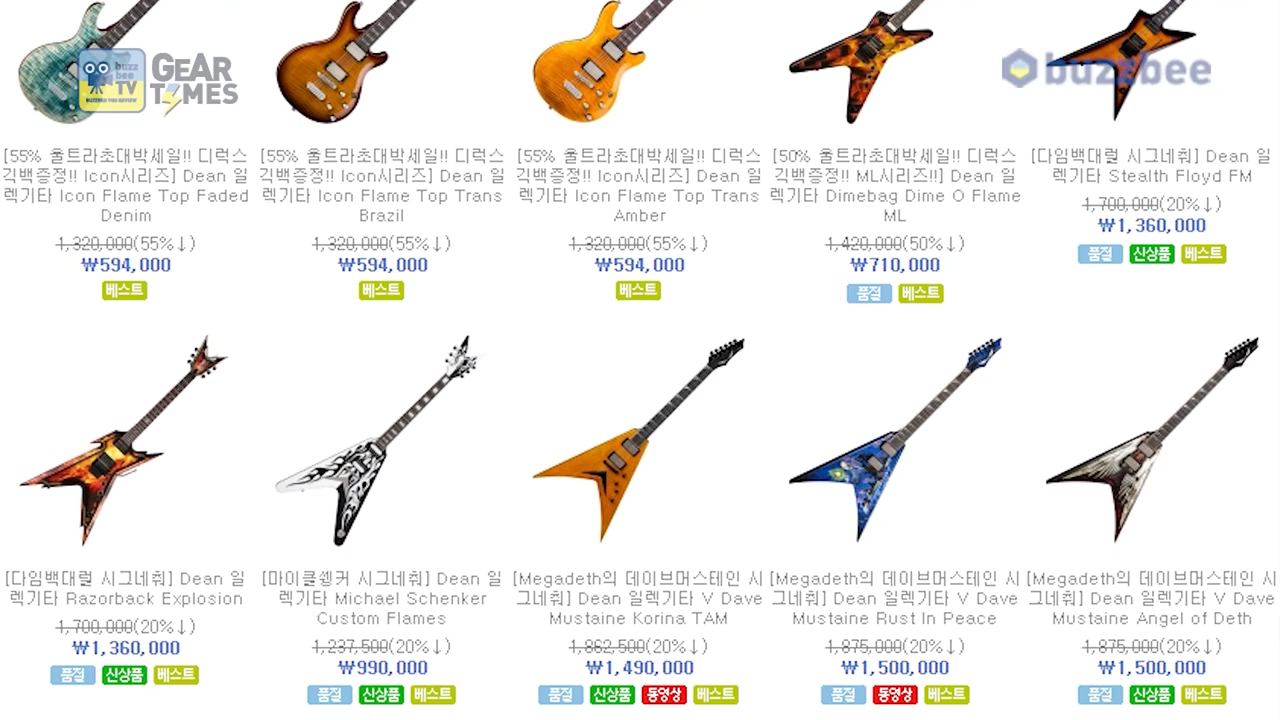 buzz
bee
TV
BUZZBEE YOU REVIEW
GEAR
TIMES
buzzbee
[55% 울트라초대박세일!! 디럭스
긱백증정!! Icon시리즈] Dean 일
렉기타 Icon Flame Top Faded
Denim
1,320,000(55%↓)
₩594,000
베스트
[55% 울트라초대박세일!! 디럭스
긱백증정!! Icon시리즈] Dean 일
렉기타 Icon Flame Top Trans
Brazil
1,320,000(55%↓)
₩594,000
베스트
[55% 울트라초대박세일!! 디럭스
긱백증정!! Icon시리즈] Dean 일
렉기타 Icon Flame Top Trans
Amber
1,320,000(55%↓)
₩594,000
베스트
[50% 울트라초대박세일!! 디럭스
긱백증정!! ML시리즈!!] Dean 일
렉기타 Dimebag Dime O Flame
ML
1,420,000(50%↓)
₩710,000
품절 베스트
[다임백대럴 시그네춰] Dean 일
렉기타 Stealth Floyd FM
1,700,000(20%↓)
₩1,360,000
품절 신상품 베스트
[다임백대럴 시그네춰] Dean 일
렉기타 Razorback Explosion
1,700,000(20%↓)
₩1,360,000
품절 신상품 베스트
[마이클쉥커 시그네춰] Dean 일
렉기타 Michael Schenker
Custom Flames
1,237,500(20%↓)
₩990,000
품절 신상품 베스트
[Megadeth의 데이브머스테인 시
그네춰] Dean 일렉기타 V Dave
Mustaine Korina TAM
1,862,500(20%↓)
₩1,490,000
품절 신상품 동영상 베스트
[Megadeth의 데이브머스테인 시
그네춰] Dean 일렉기타 V Dave
Mustaine Rust In Peace
1,875,000(20%↓)
₩1,500,000
품절 동영상 베스트
[Megadeth의 데이브머스테인 시
그네춰] Dean 일렉기타 V Dave
Mustaine Angel of Deth
1,875,000(20%↓)
₩1,500,000
품절 신상품 베스트